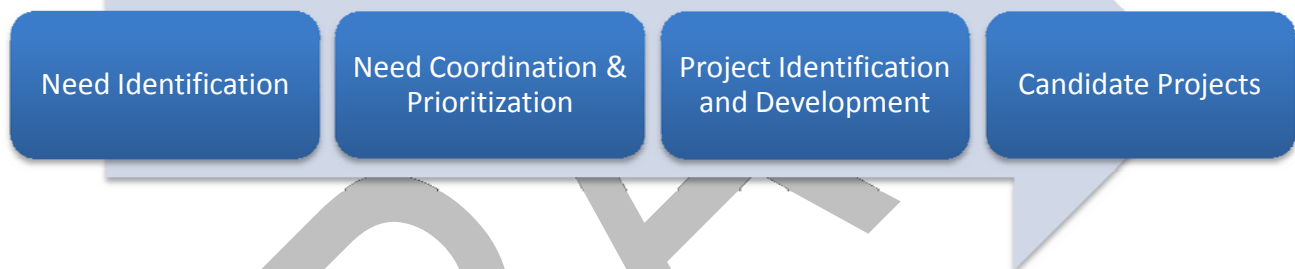 Need Identification
Need Coordination &
Prioritization
Project Identification
and Development
Candidate Projects